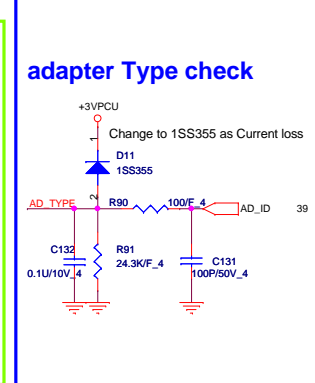 adapter Type check
+3VPCU
1
Change to 1SS355 as Current loss
D11
1SS355
2
AD_TYPE
R90
100/F_4
AD_ID
39
C132
0.1U/10V_4
R91
24.3K/F_4
C131
100P/50V_4